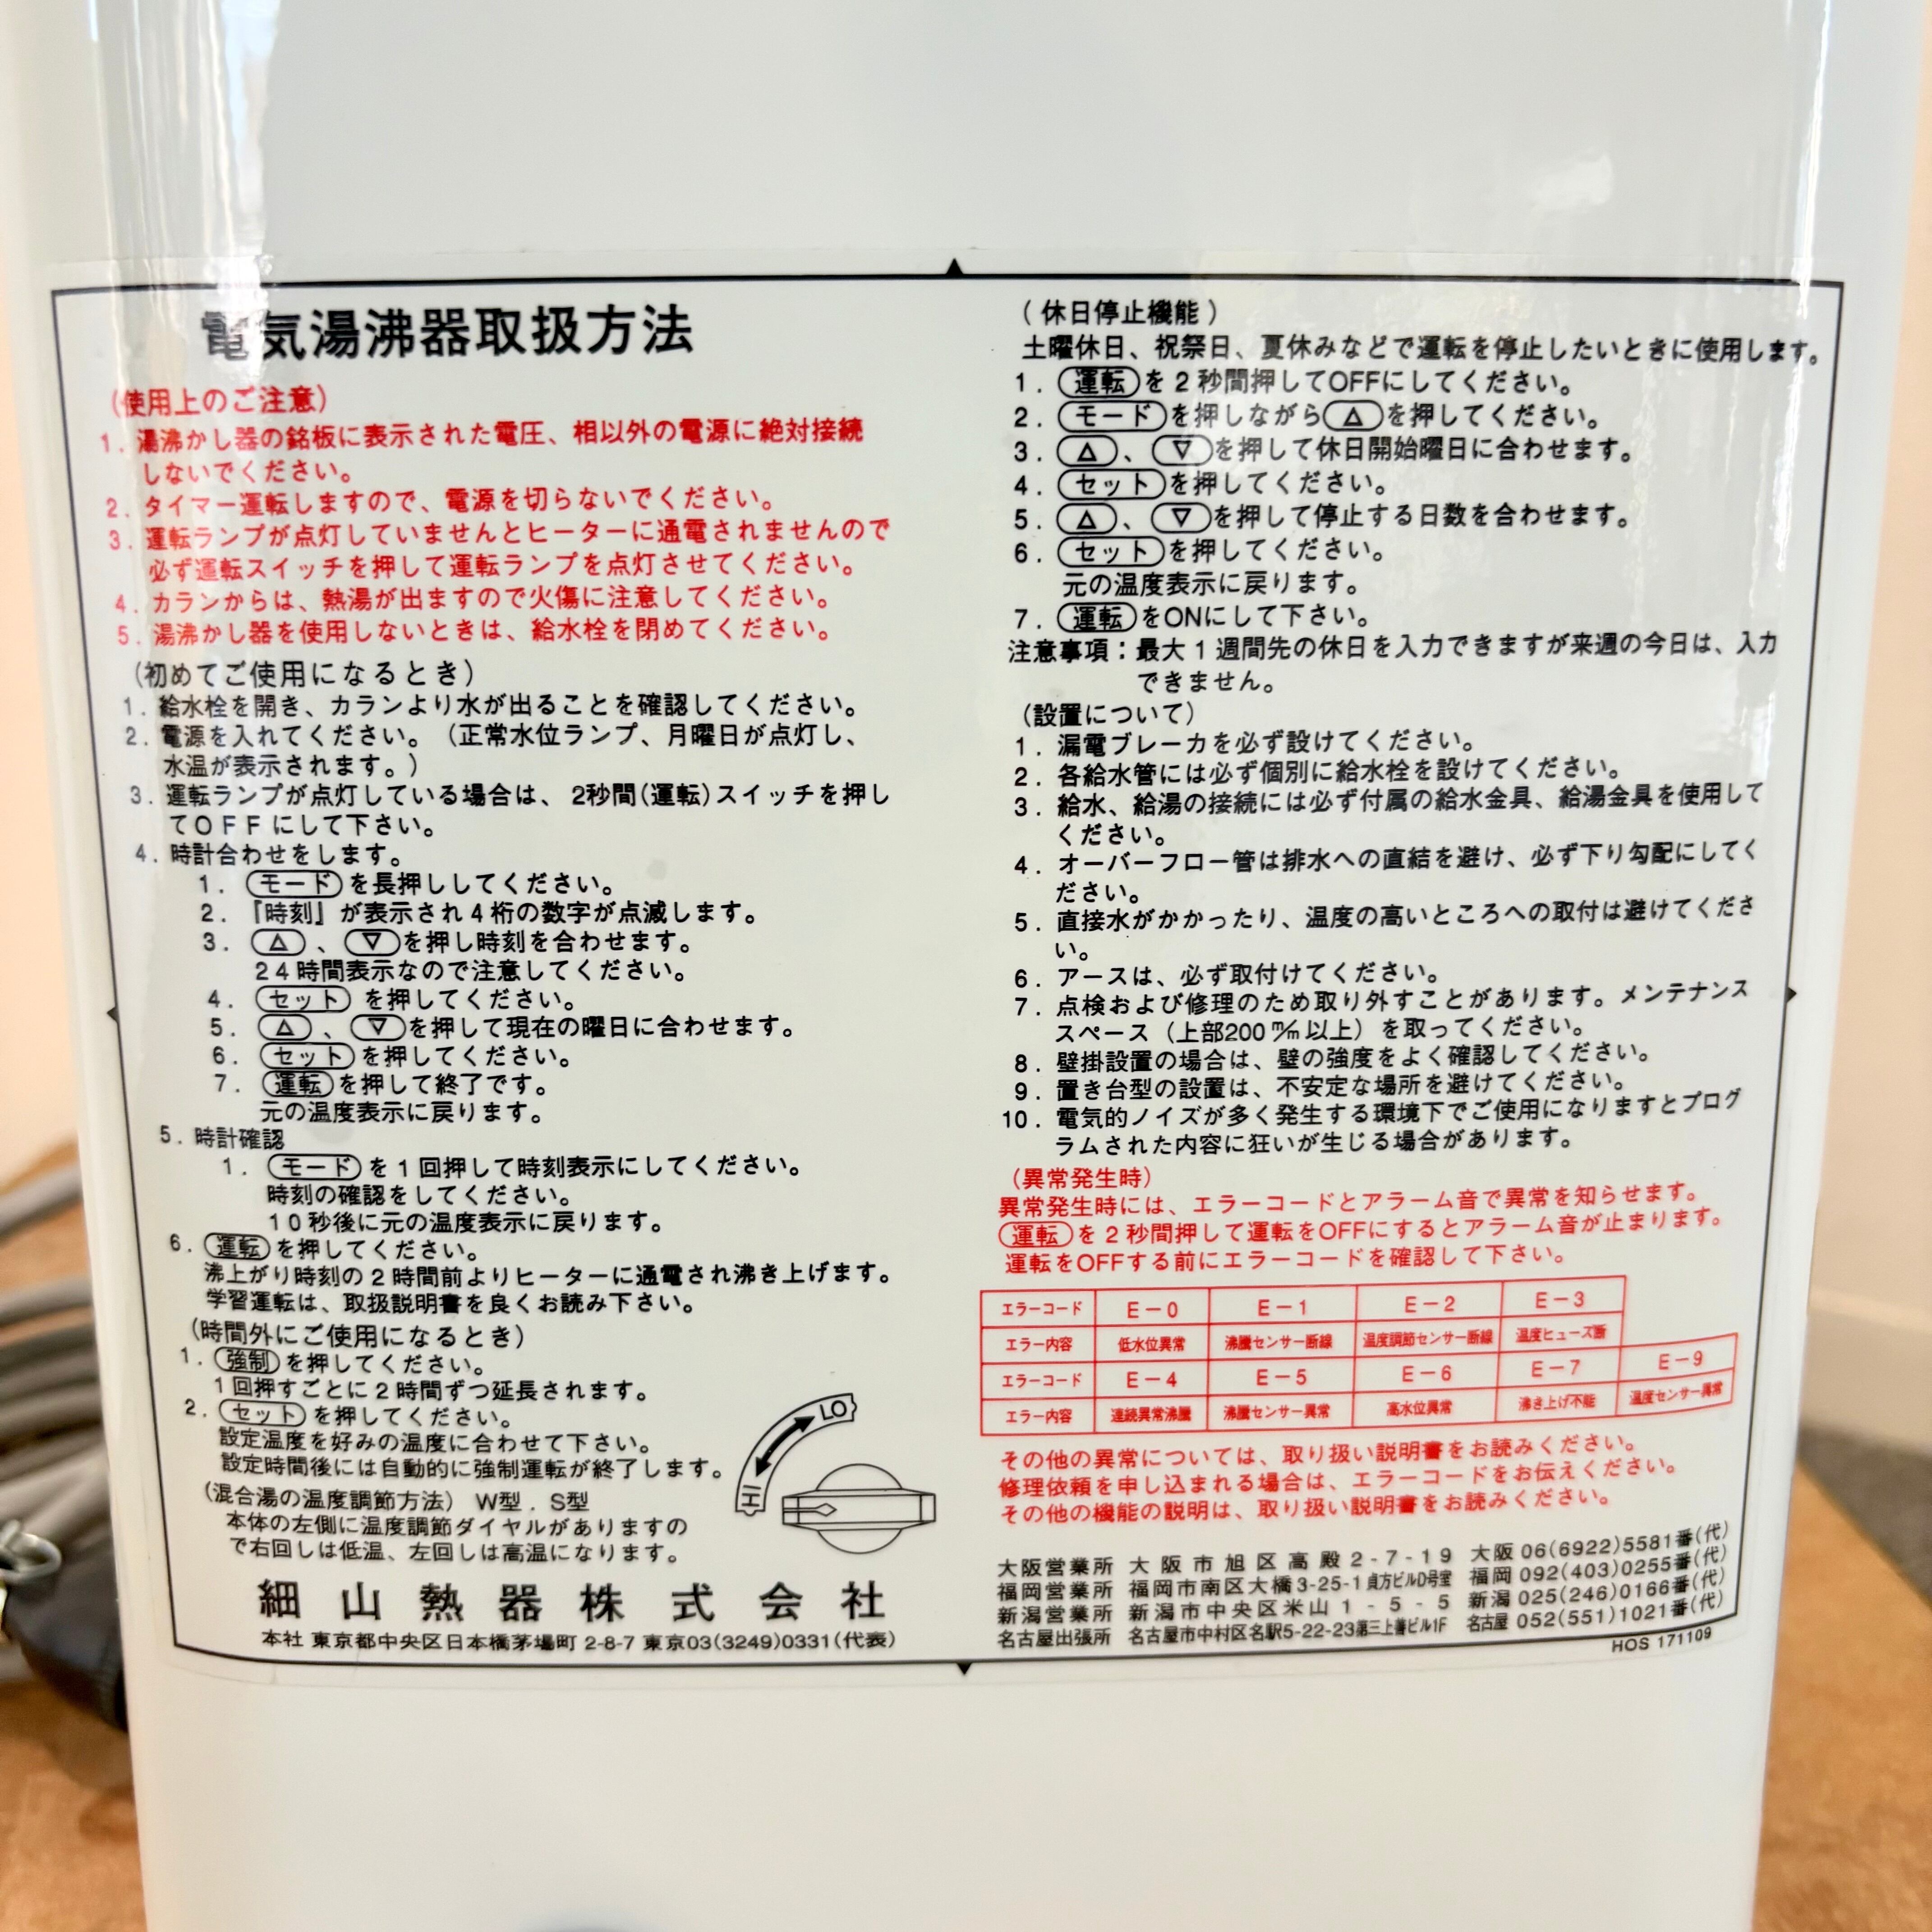 電気湯沸器取扱方法
(使用上のご注意)
1. 湯沸かし器の銘板に表示された電圧、相以外の電源に絶対接続
しないでください。
2. タイマー運転しますので、電源を切らないでください。
3. 運転ランプが点灯していませんとヒーターに通電されませんので
必ず運転スイッチを押して運転ランプを点灯させてください。
4. カランからは、熱湯が出ますので火傷に注意してください。
5. 湯沸かし器を使用しないときは、給水栓を閉めてください。
(初めてご使用になるとき)
1. 給水栓を開き、カランより水が出ることを確認してください。
2. 電源を入れてください。(正常水位ランプ、月曜日が点灯し、
水温が表示されます。)
3. 運転ランプが点灯している場合は、2秒間(運転)スイッチを押し
てOFFにして下さい。
4. 時計合わせをします。
1. モードを長押ししてください。
2. 『時刻』が表示され4桁の数字が点滅します。
3. △、▽を押し時刻を合わせます。
24時間表示なので注意してください。
4. セットを押してください。
5. △、▽を押して現在の曜日に合わせます。
6. セットを押してください。
7. 運転を押して終了です。
元の温度表示に戻ります。
5. 時計確認
1. モードを1回押して時刻表示にしてください。
時刻の確認をしてください。
10秒後に元の温度表示に戻ります。
6. 運転を押してください。
沸上がり時刻の2時間前よりヒーターに通電され沸き上げます。
学習運転は、取扱説明書を良くお読み下さい。
(時間外にご使用になるとき)
1. 強制を押してください。
1回押すごとに2時間ずつ延長されます。
2. セットを押してください。
設定温度を好みの温度に合わせて下さい。
設定時間後には自動的に強制運転が終了します。
(混合湯の温度調節方法) W型.S型
本体の左側に温度調節ダイヤルがありますの
で右回しは低温、左回しは高温になります。
LO
HI
細山熱器株式会社
本社 東京都中央区日本橋茅場町 2-8-7 東京03(3249)0331(代表)
(休日停止機能)
土曜休日、祝祭日、夏休みなどで運転を停止したいときに使用します。
1. 運転を2秒間押してOFFにしてください。
2. モードを押しながら△を押してください。
3. △、▽を押して休日開始曜日に合わせます。
4. セットを押してください。
5. △、▽を押して停止する日数を合わせます。
6. セットを押してください。
元の温度表示に戻ります。
7. 運転をONにして下さい。
注意事項:最大1週間先の休日を入力できますが来週の今日は、入力
できません。
(設置について)
1. 漏電ブレーカを必ず設けてください。
2. 各給水管には必ず個別に給水栓を設けてください。
3. 給水、給湯の接続には必ず付属の給水金具、給湯金具を使用して
ください。
4. オーバーフロー管は排水への直結を避け、必ず下り勾配にしてく
ださい。
5. 直接水がかかったり、温度の高いところへの取付は避けてくださ
い。
6. アースは、必ず取付けてください。
7. 点検および修理のため取り外すことがあります。メンテナンス
スペース(上部200m/m以上)を取ってください。
8. 壁掛設置の場合は、壁の強度をよく確認してください。
9. 置き台型の設置は、不安定な場所を避けてください。
10. 電気的ノイズが多く発生する環境下でご使用になりますとプログ
ラムされた内容に狂いが生じる場合があります。
(異常発生時)
異常発生時には、エラーコードとアラーム音で異常を知らせます。
運転を2秒間押して運転をOFFにするとアラーム音が止まります。
運転をOFFする前にエラーコードを確認して下さい。
エラーコード E-0 E-1 E-2 E-3
エラー内容 低水位異常 沸騰センサー断線 温度調節センサー断線 温度ヒューズ断
エラーコード E-4 E-5 E-6 E-7 E-9
エラー内容 連続異常沸騰 沸騰センサー異常 高水位異常 沸き上げ不能 温度センサー異常
その他の異常については、取り扱い説明書をお読みください。
修理依頼を申し込まれる場合は、エラーコードをお伝えください。
その他の機能の説明は、取り扱い説明書をお読みください。
大阪営業所 大阪市旭区高殿2-7-19 大阪 06(6922)5581番(代)
福岡営業所 福岡市南区大橋3-25-1貞方ビルD号室 福岡 092(403)0255番(代)
新潟営業所 新潟市中央区米山1-5-5 新潟 025(246)0166番(代)
名古屋出張所 名古屋市中村区名駅5-22-23第三上善ビル1F 名古屋 052(551)1021番(代)
HOS 171109